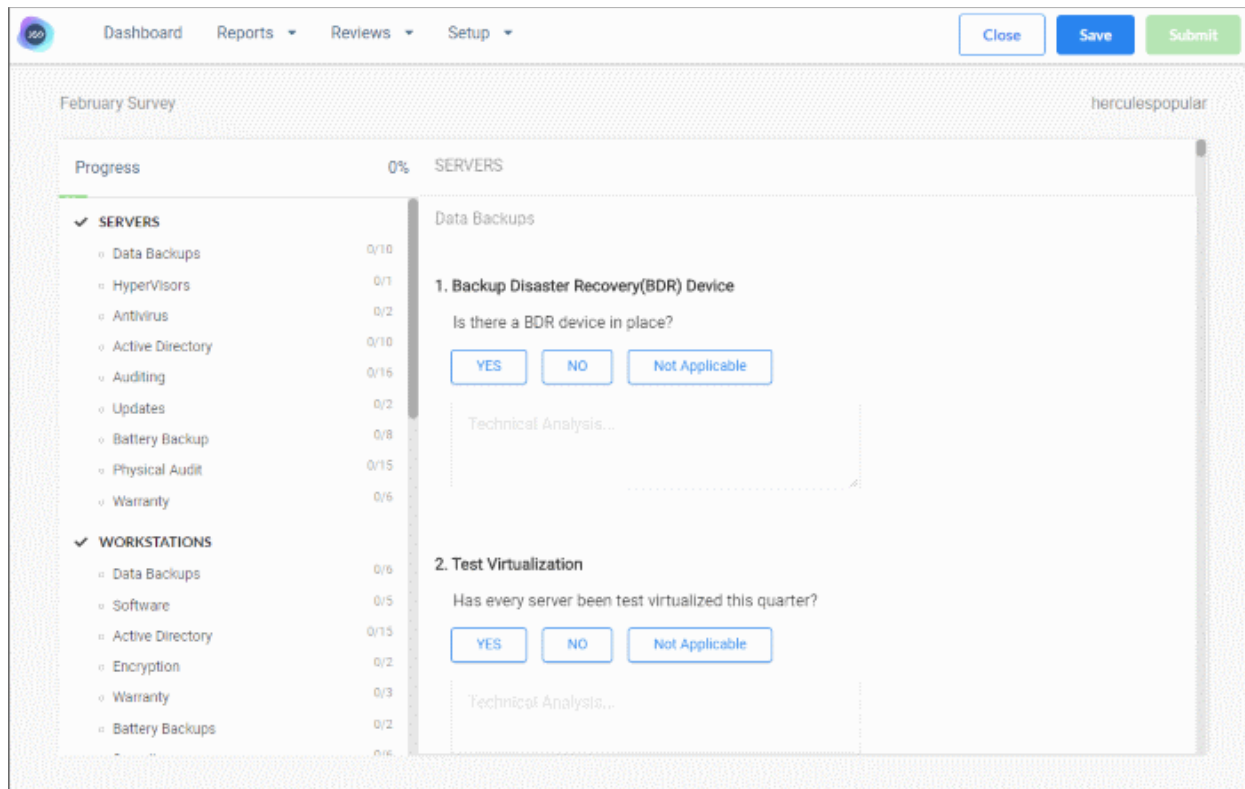 Dashboard Reports Reviews Setup Close Save Submit
February Survey herculespopular
Progress 0%
SERVERS
Data Backups 0/10
HyperVisors 0/1
Antivirus 0/2
Active Directory 0/10
Auditing 0/16
Updates 0/2
Battery Backup 0/8
Physical Audit 0/15
Warranty 0/6
WORKSTATIONS
Data Backups 0/6
Software 0/5
Active Directory 0/15
Encryption 0/2
Warranty 0/3
Battery Backups 0/2
SERVERS
Data Backups
1. Backup Disaster Recovery(BDR) Device
Is there a BDR device in place?
YES NO Not Applicable
Technical Analysis...
2. Test Virtualization
Has every server been test virtualized this quarter?
YES NO Not Applicable
Technical Analysis...